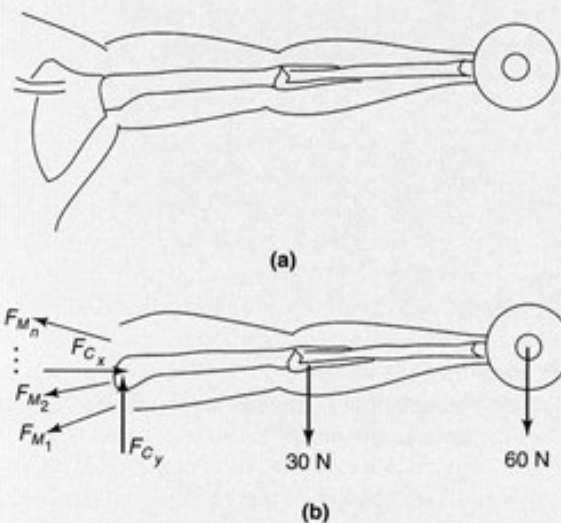 (a)
F_{M_n}
F_{C_x}
⋮
F_{M_2}
F_{M_1}
F_{C_y}
30 N
60 N
(b)